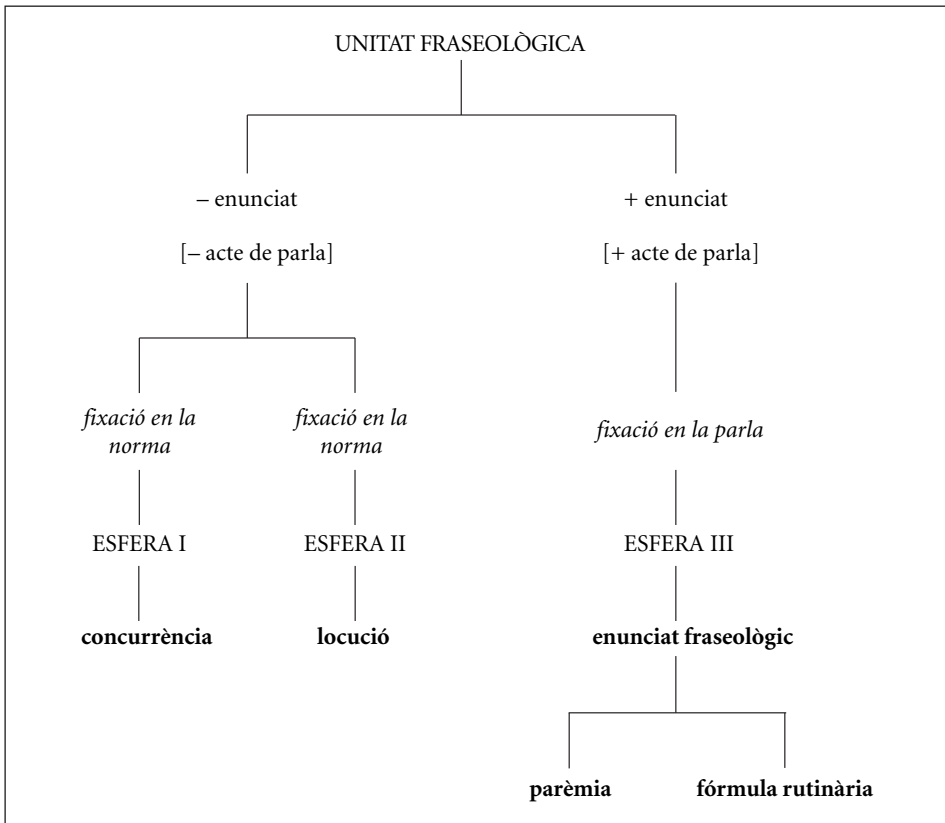 UNITAT FRASEOLÒGICA
– enunciat
+ enunciat
[– acte de parla]
[+ acte de parla]
fixació en la
norma
fixació en la
norma
fixació en la parla
ESFERA I
ESFERA II
ESFERA III
concurrència
locució
enunciat fraseològic
parèmia
fórmula rutinària